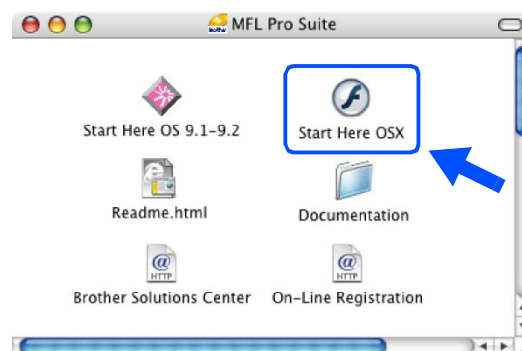 MFL Pro Suite
Start Here OS 9.1-9.2
Start Here OSX
Readme.html
Documentation
@
HTTP
@
HTTP
Brother Solutions Center
On-Line Registration